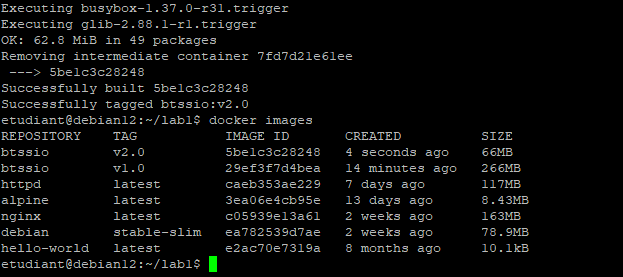 Executing busybox-1.37.0-r31.trigger
Executing glib-2.88.1-r1.trigger
OK: 62.8 MiB in 49 packages
Removing intermediate container 7fd7d21e61ee
 ---> 5be1c3c28248
Successfully built 5be1c3c28248
Successfully tagged btssio:v2.0
etudiant@debian12:~/lab1$ docker images
REPOSITORY    TAG           IMAGE ID       CREATED          SIZE
btssio        v2.0          5be1c3c28248   4 seconds ago    66MB
btssio        v1.0          29ef3f7d4bea   14 minutes ago   266MB
httpd         latest        caeb353ae229   7 days ago       117MB
alpine        latest        3ea06e4cb95e   13 days ago      8.43MB
nginx         latest        c05939e13a61   2 weeks ago      163MB
debian        stable-slim   ea782539d7ae   2 weeks ago      78.9MB
hello-world   latest        e2ac70e7319a   8 months ago     10.1kB
etudiant@debian12:~/lab1$